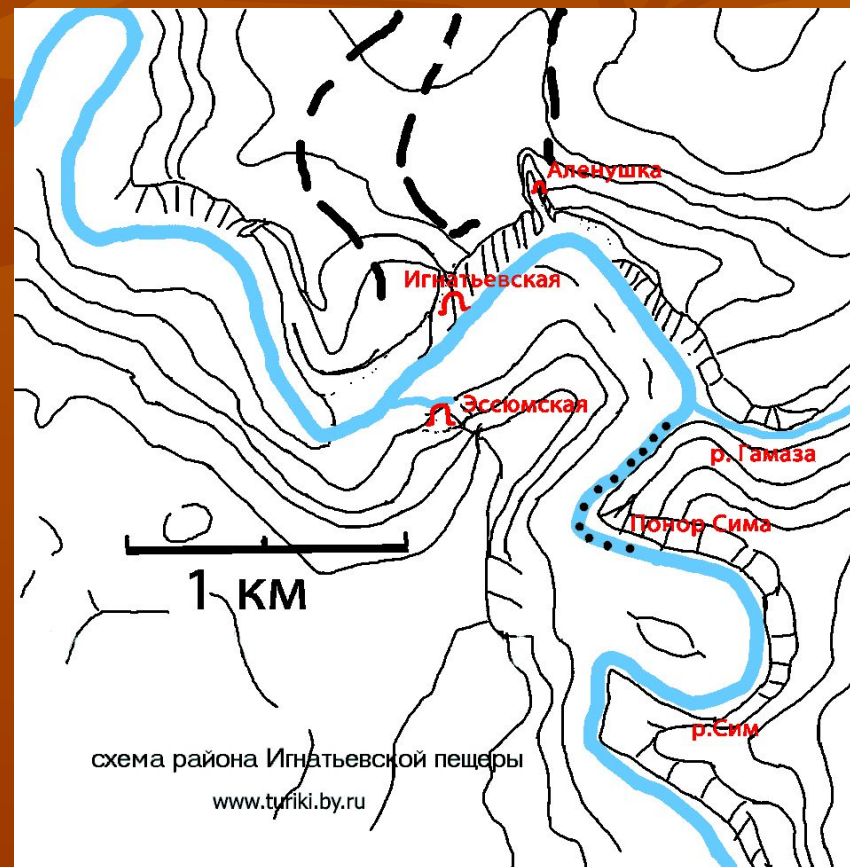 Аленушка
Игнатьевская
Эссюмская
р. Гамаза
Понор Сима
1 км
р.Сим
схема района Игнатьевской пещеры
www.turiki.by.ru